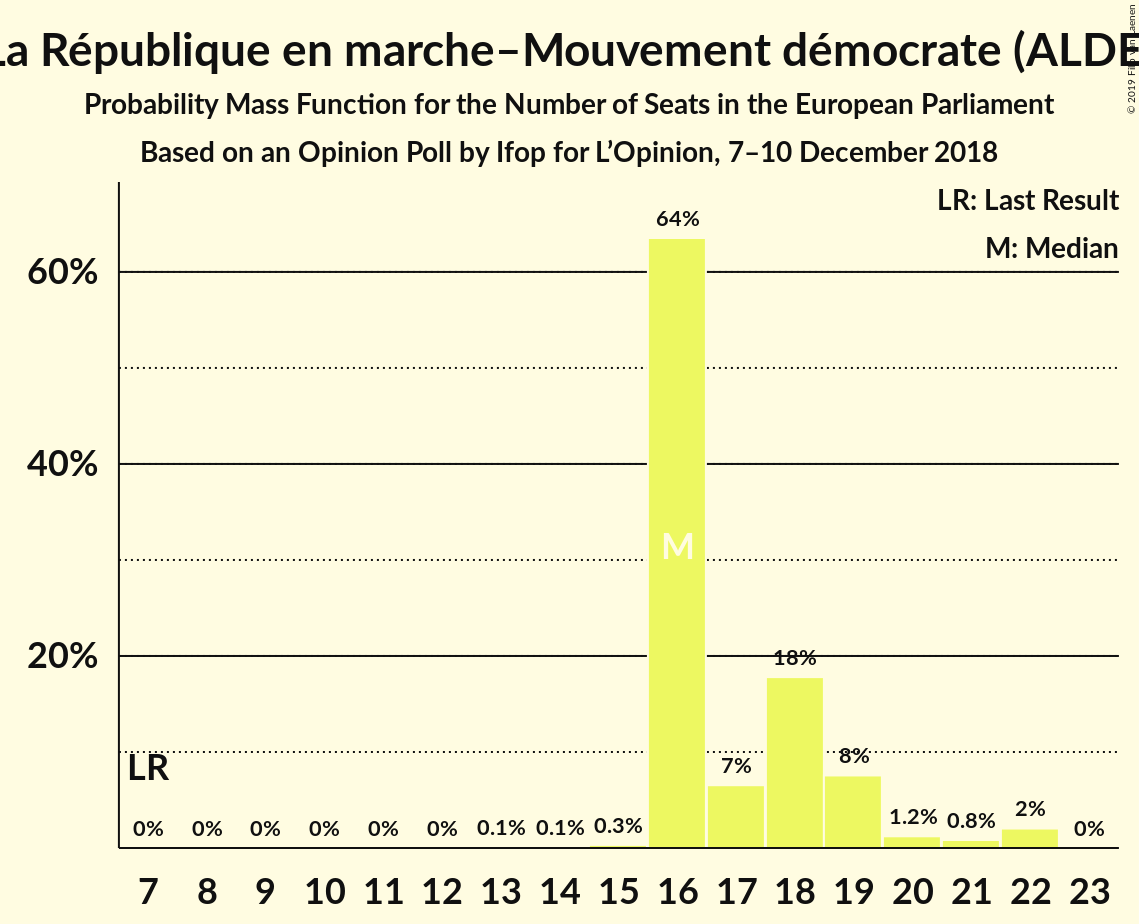 La République en marche–Mouvement démocrate (ALDE
© 2019 Filip van Laenen
Probability Mass Function for the Number of Seats in the European Parliament
Based on an Opinion Poll by Ifop for L’Opinion, 7–10 December 2018
LR: Last Result
M: Median
64%
60%
40%
M
20%
18%
8%
7%
LR
2%
1.2%
0.8%
0.3%
0.1%
0.1%
0%
0%
0%
0%
0%
0%
0%
7 8 9 10 11 12 13 14 15 16 17 18 19 20 21 22 23